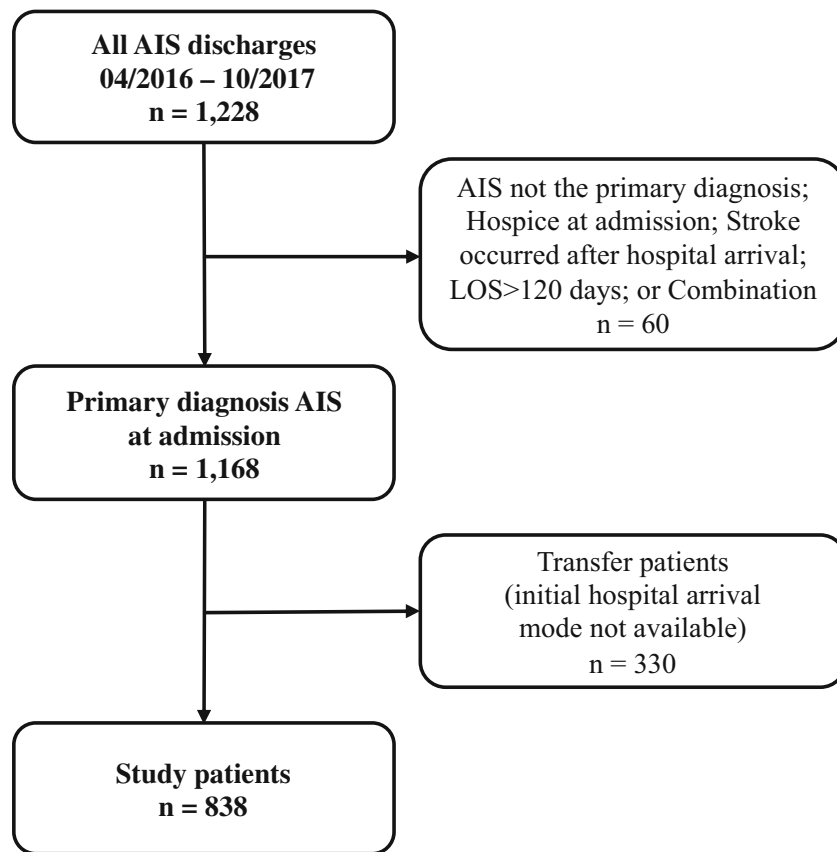 All AIS discharges
04/2016 – 10/2017
n = 1,228
AIS not the primary diagnosis;
Hospice at admission; Stroke
occurred after hospital arrival;
LOS>120 days; or Combination
n = 60
Primary diagnosis AIS
at admission
n = 1,168
Transfer patients
(initial hospital arrival
mode not available)
n = 330
Study patients
n = 838